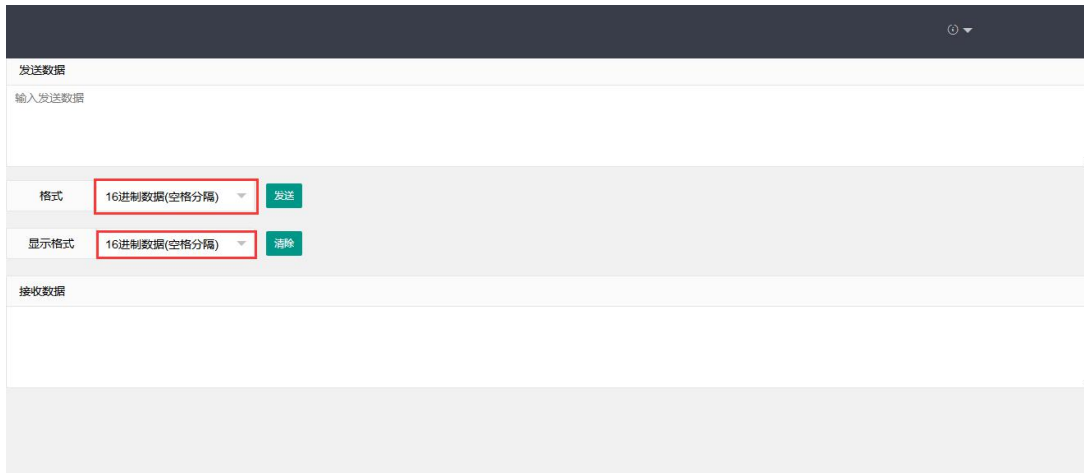 发送数据
输入发送数据
格式 16进制数据(空格分隔) 发送
显示格式 16进制数据(空格分隔) 清除
接收数据